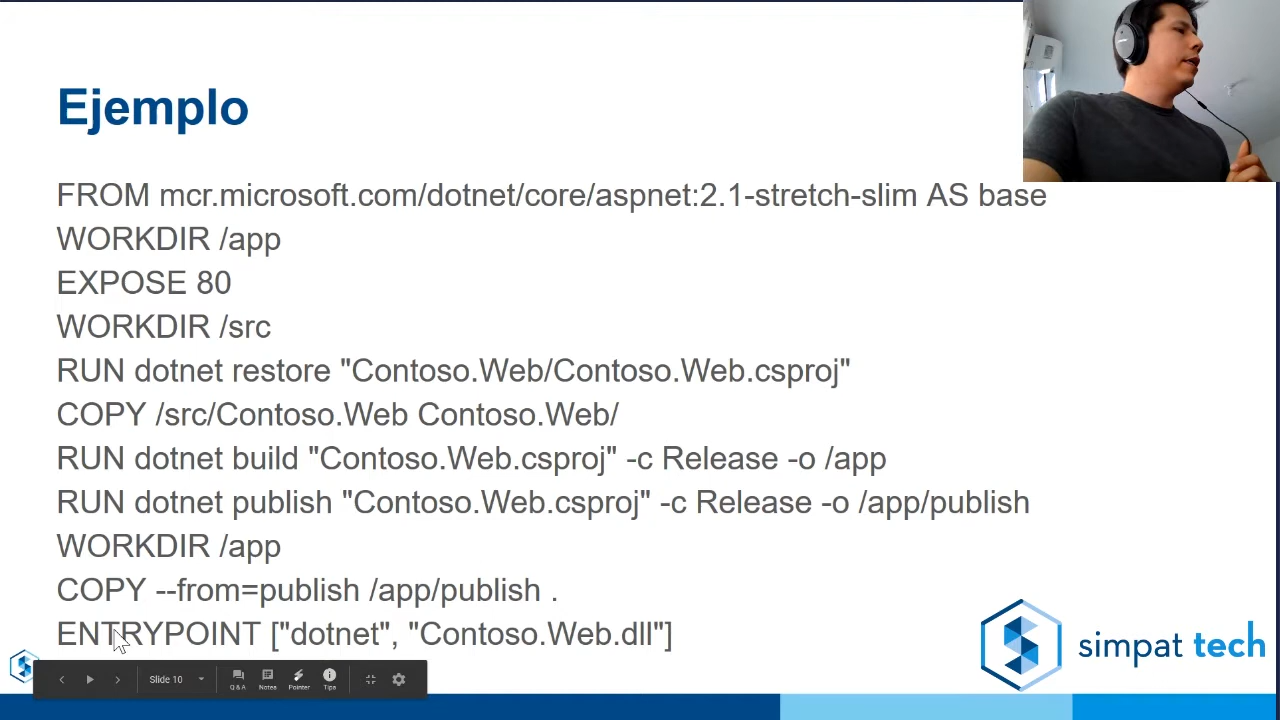 Ejemplo
FROM mcr.microsoft.com/dotnet/core/aspnet:2.1-stretch-slim AS base
WORKDIR /app
EXPOSE 80
WORKDIR /src
RUN dotnet restore "Contoso.Web/Contoso.Web.csproj"
COPY /src/Contoso.Web Contoso.Web/
RUN dotnet build "Contoso.Web.csproj" -c Release -o /app
RUN dotnet publish "Contoso.Web.csproj" -c Release -o /app/publish
WORKDIR /app
COPY --from=publish /app/publish .
ENTRYPOINT ["dotnet", "Contoso.Web.dll"]
simpat tech
Slide 10
Q & A
Notes
Pointer
Tips